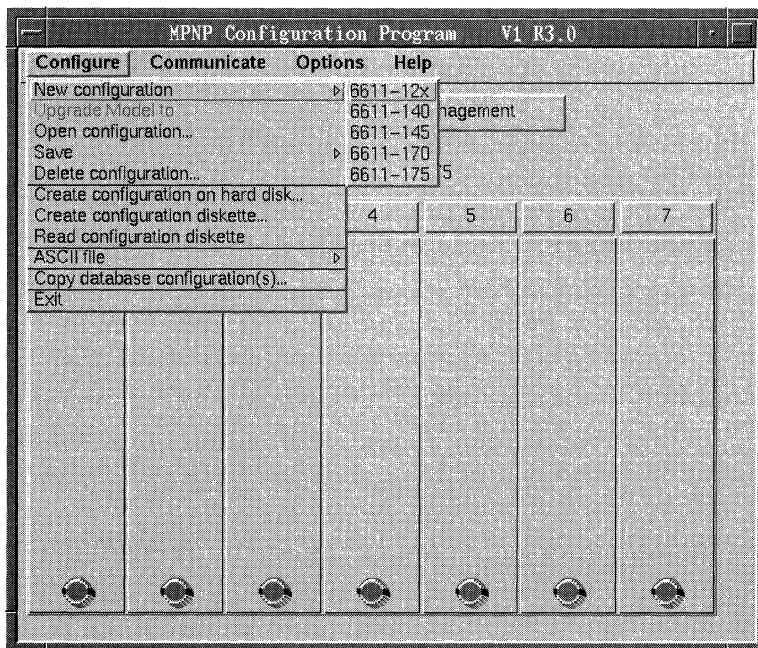 MPNP Configuration Program V1 R3.0
Configure Communicate Options Help
New configuration
Upgrade Model to
Open configuration...
Save
Delete configuration...
Create configuration on hard disk...
Create configuration diskette...
Read configuration diskette
ASCII file
Copy database configuration(s)...
Exit
6611-12x
6611-140
6611-145
6611-170
6611-175
nagement
5
4 5 6 7